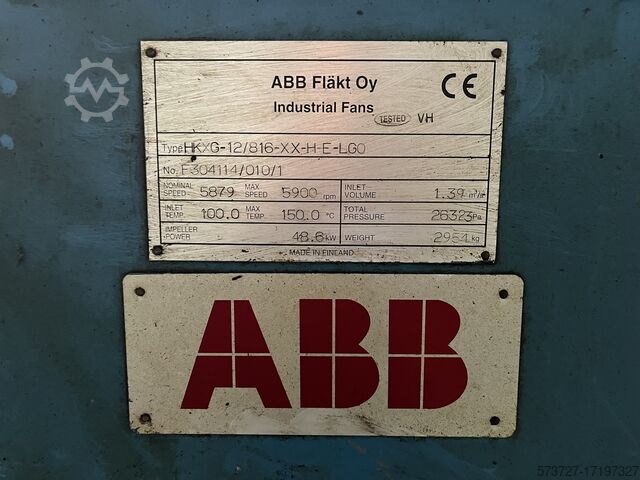 ABB Fläkt Oy
Industrial Fans
CE
TESTED VH
Type HKXG-12/816-XX-H-E-LG0
No. F304114/010/1
NOMINAL SPEED 5879 MAX SPEED 5900 rpm INLET VOLUME 1.39 m³/s
INLET TEMP. 100.0 MAX TEMP. 150.0 °C TOTAL PRESSURE 26323 Pa
IMPELLER POWER 48.6 kW WEIGHT 2954 kg
MADE IN FINLAND
ABB
573727-17197327